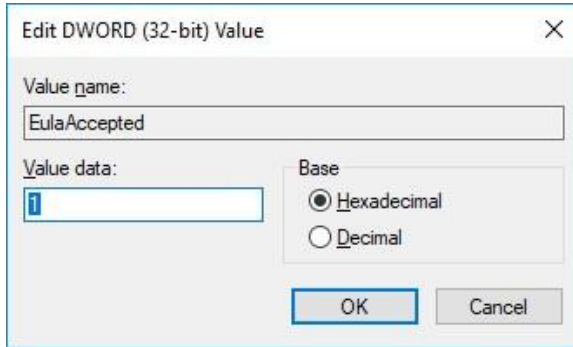 Edit DWORD (32-bit) Value
Value name:
EulaAccepted
Value data:
1
Base
Hexadecimal
Decimal
OK
Cancel